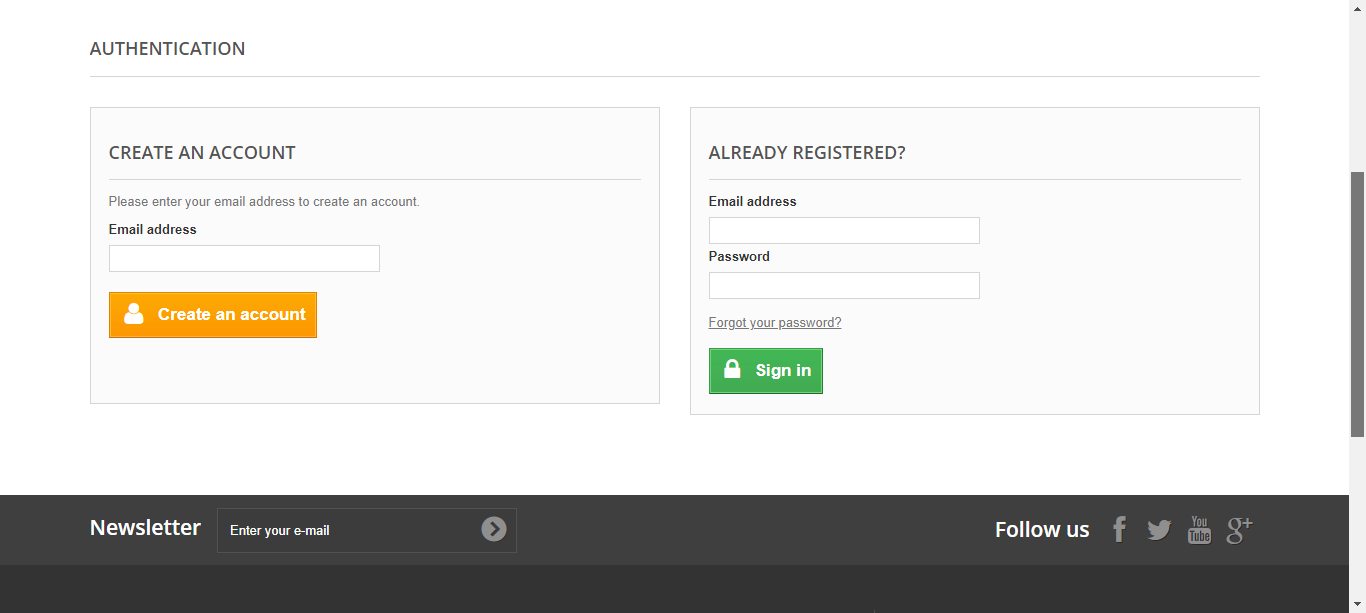 AUTHENTICATION
CREATE AN ACCOUNT
Please enter your email address to create an account.
Email address
Create an account
ALREADY REGISTERED?
Email address
Password
Forgot your password?
Sign in
Newsletter
Enter your e-mail
Follow us
You
Tube
g+